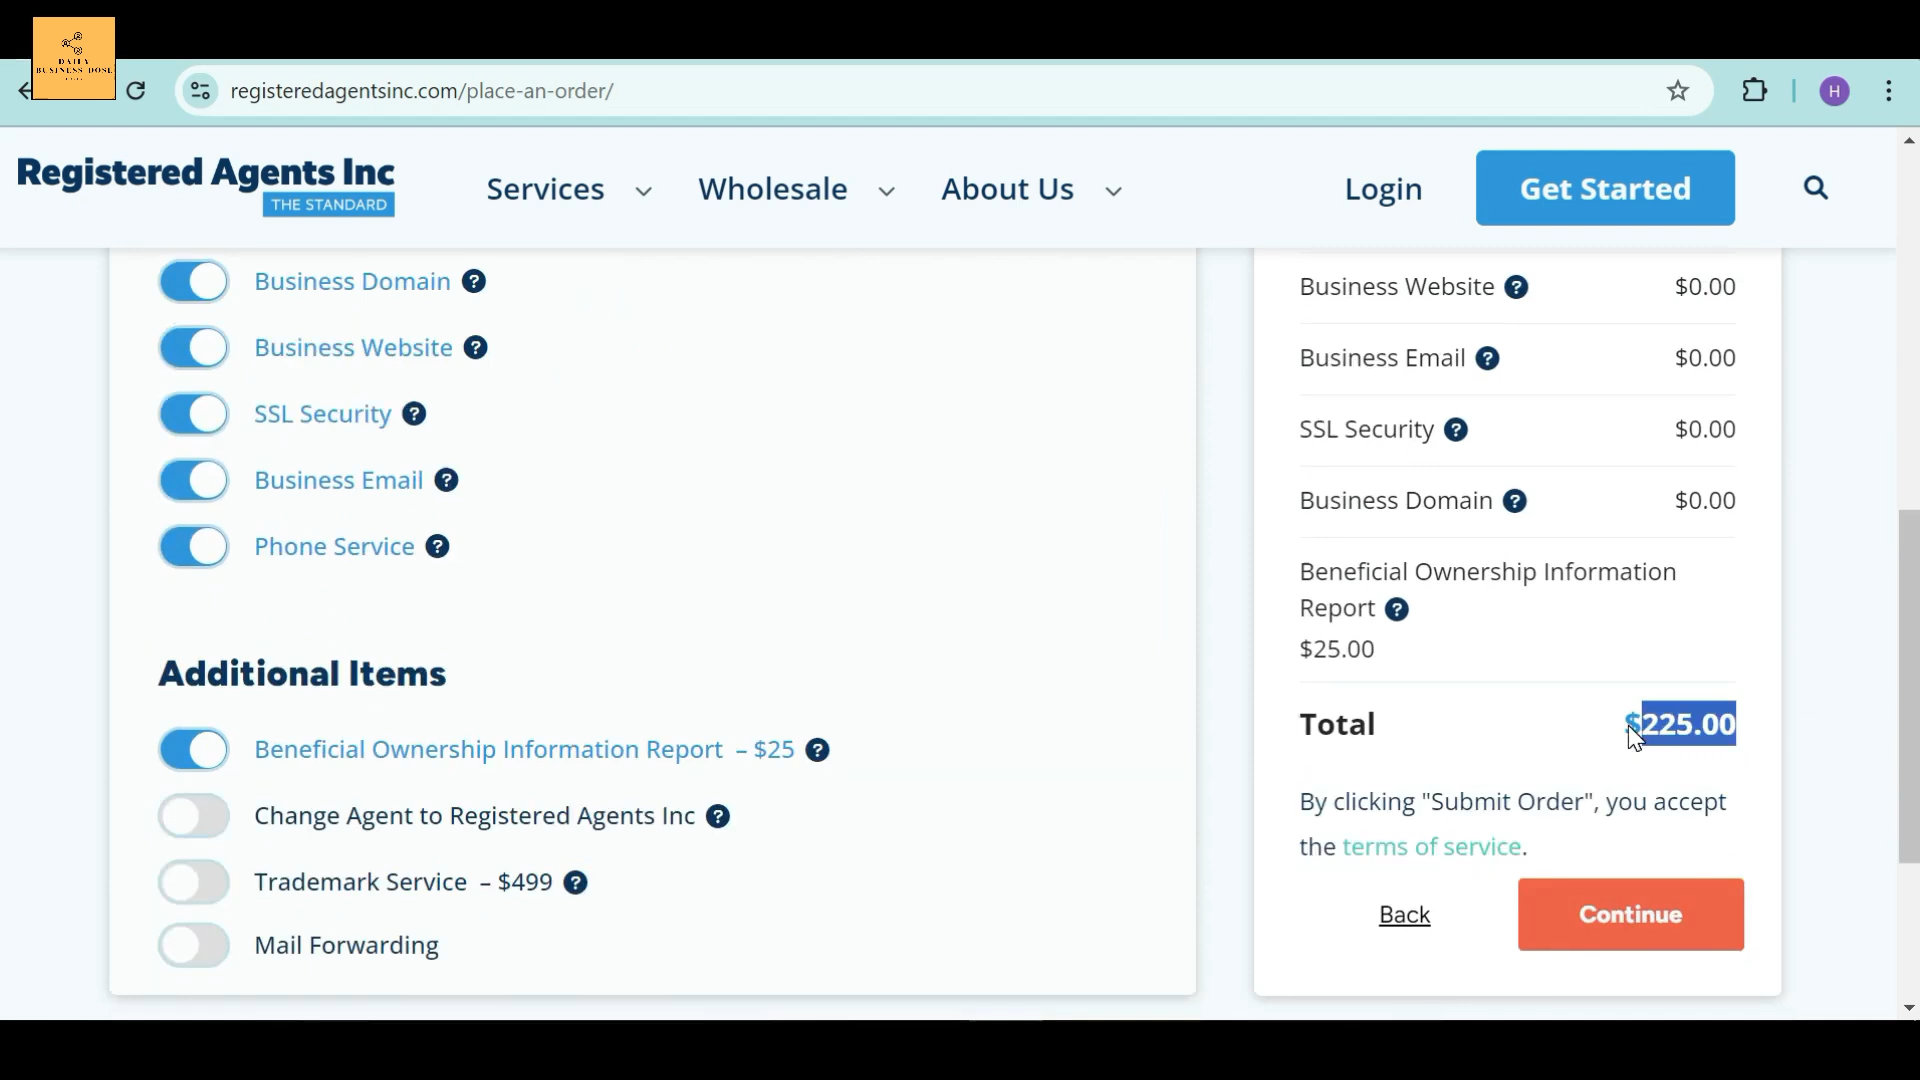 DAILY
BUSINESS DOSE
registeredagentsinc.com/place-an-order/
H
Registered Agents Inc
THE STANDARD
Services
Wholesale
About Us
Login
Get Started
Business Domain ?
Business Website ?
SSL Security ?
Business Email ?
Phone Service ?
Additional Items
Beneficial Ownership Information Report – $25 ?
Change Agent to Registered Agents Inc ?
Trademark Service – $499 ?
Mail Forwarding
Business Website ? $0.00
Business Email ? $0.00
SSL Security ? $0.00
Business Domain ? $0.00
Beneficial Ownership Information
Report ?
$25.00
Total $225.00
By clicking "Submit Order", you accept
the terms of service.
Back
Continue